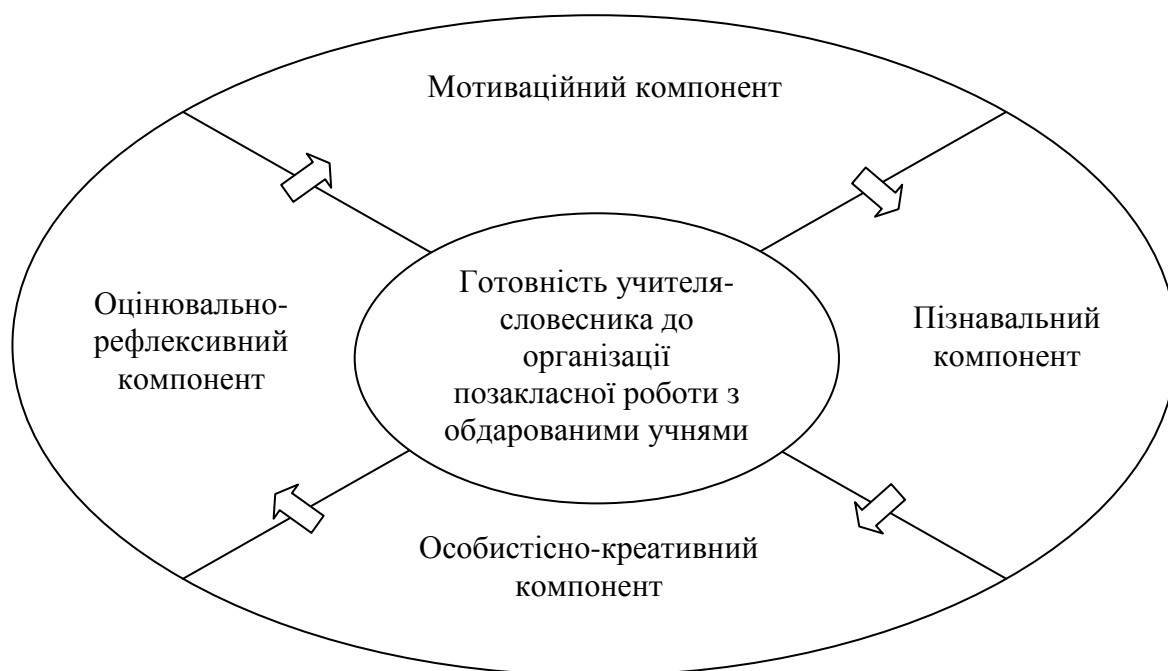 Мотиваційний компонент
Оцінювально-
рефлексивний
компонент
Готовність учителя-
словесника до
організації
позакласної роботи з
обдарованими учнями
Пізнавальний
компонент
Особистісно-креативний
компонент